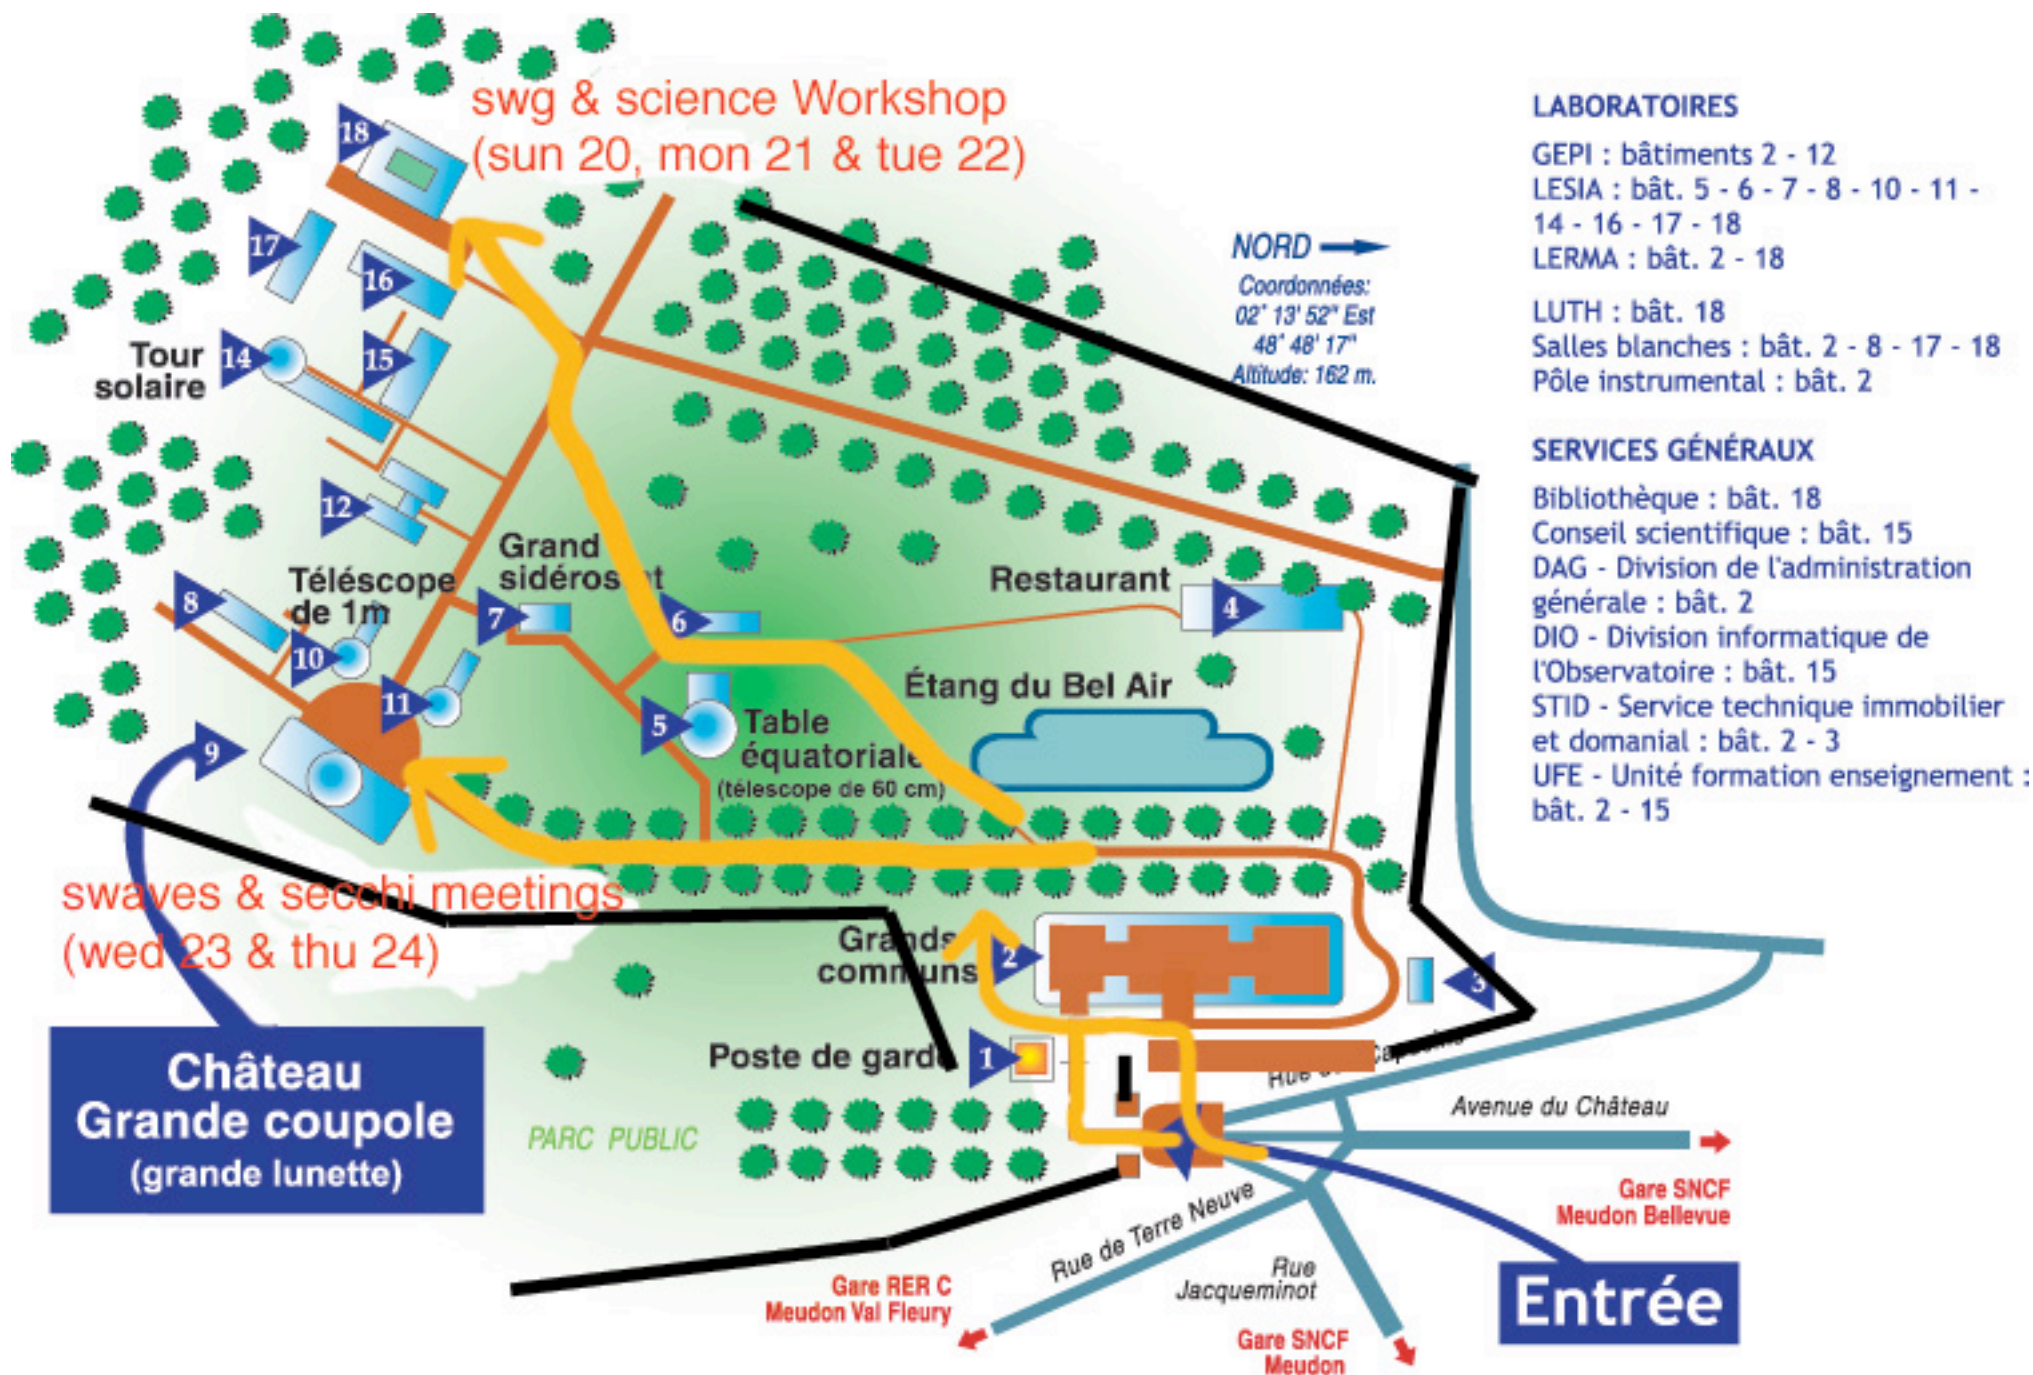 swg & science Workshop
(sun 20, mon 21 & tue 22)
18
17
16
Tour
solaire
14
15
12
Grand
Téléscope
de 1m
8
7
6
10
11
9
5
Table
équatoriale
(télescope de 60 cm)
Restaurant
4
Étang du Bel Air
NORD
Coordonnées:
02° 13' 52" Est
48° 48' 17"
Altitude: 162 m.
swaves & secchi meetings
(wed 23 & thu 24)
Grands
communs
2
3
Poste de garde
1
Château
Grande coupole
(grande lunette)
PARC PUBLIC
Rue
Avenue du Château
Gare SNCF
Meudon Bellevue
Rue de Terre Neuve
Rue
Jacqueminot
Gare RER C
Meudon Val Fleury
Gare SNCF
Meudon
Entrée
LABORATOIRES
GEPI : bâtiments 2 - 12
LESIA : bât. 5 - 6 - 7 - 8 - 10 - 11 -
14 - 16 - 17 - 18
LERMA : bât. 2 - 18
LUTH : bât. 18
Salles blanches : bât. 2 - 8 - 17 - 18
Pôle instrumental : bât. 2
SERVICES GÉNÉRAUX
Bibliothèque : bât. 18
Conseil scientifique : bât. 15
DAG - Division de l'administration
générale : bât. 2
DIO - Division informatique de
l'Observatoire : bât. 15
STID - Service technique immobilier
et domanial : bât. 2 - 3
UFE - Unité formation enseignement :
bât. 2 - 15